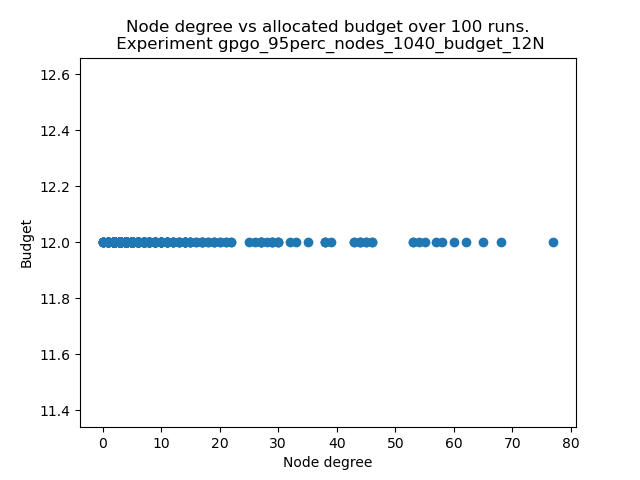 Node degree vs allocated budget over 100 runs.
Experiment gpgo_95perc_nodes_1040_budget_12N
12.6
12.4
12.2
12.0
11.8
11.6
11.4
Budget
0 10 20 30 40 50 60 70 80
Node degree